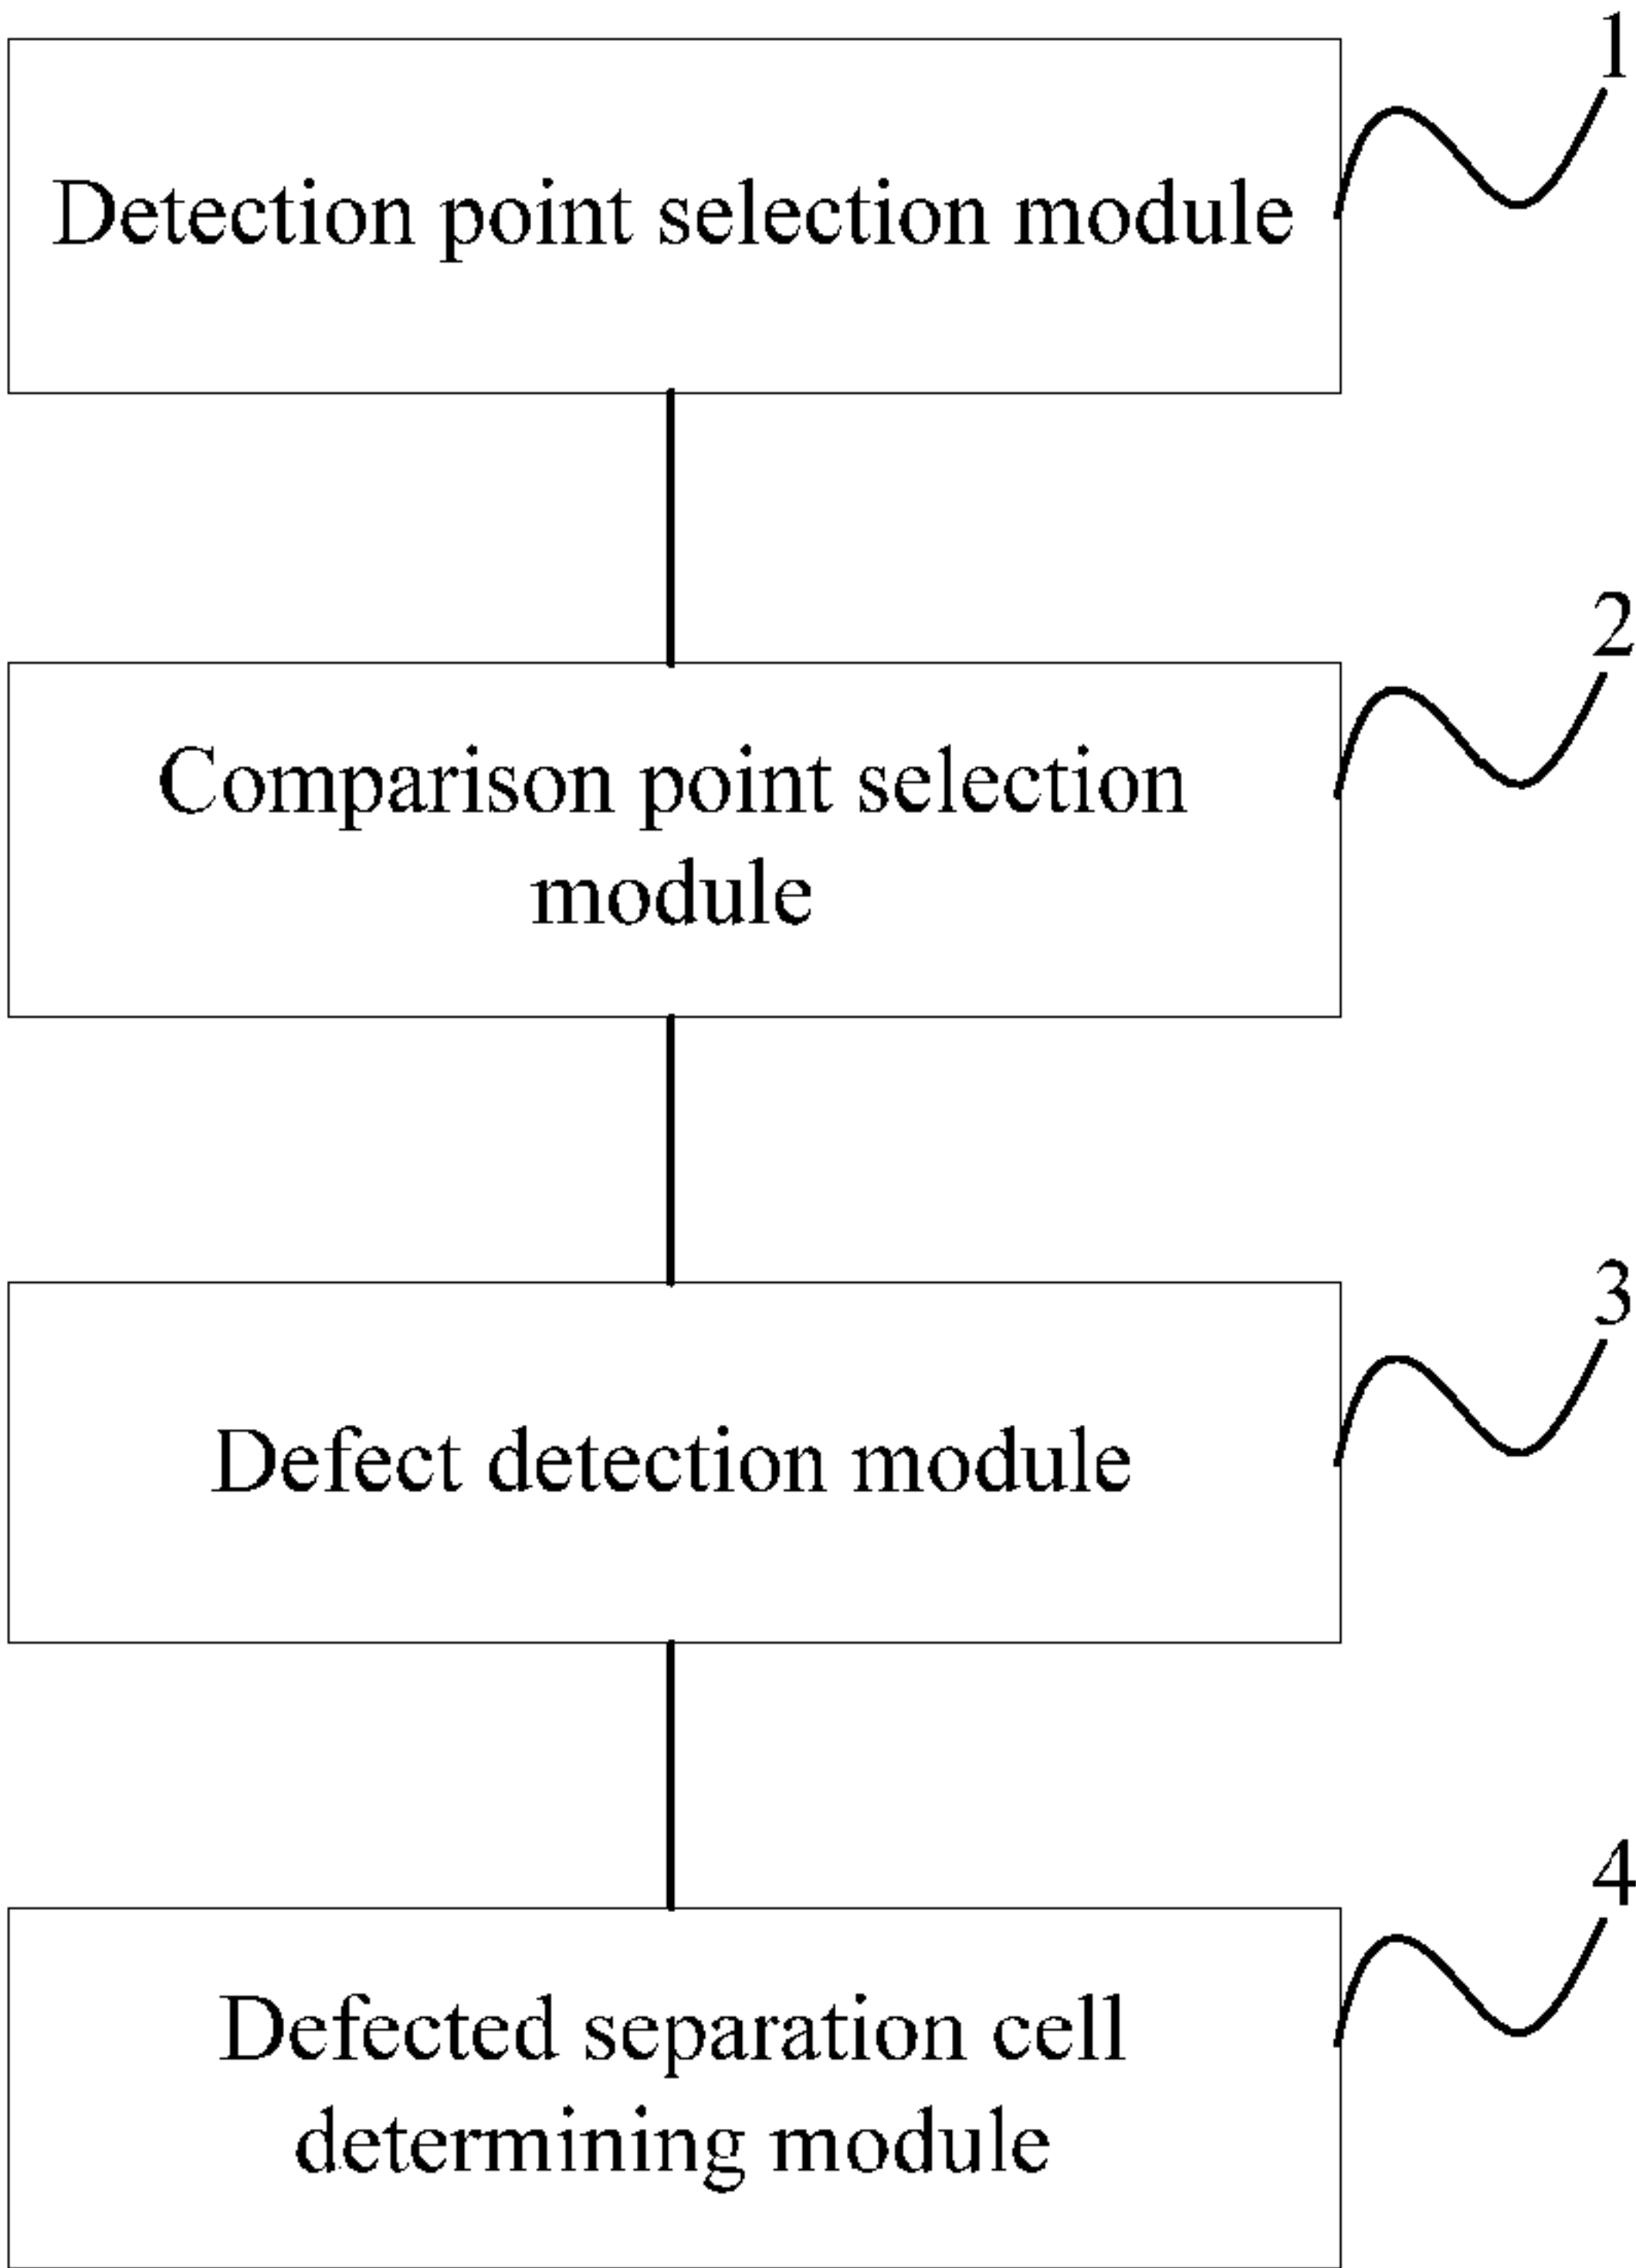 1
Detection point selection module
2
Comparison point selection
module
3
Defect detection module
4
Defected separation cell
determining module